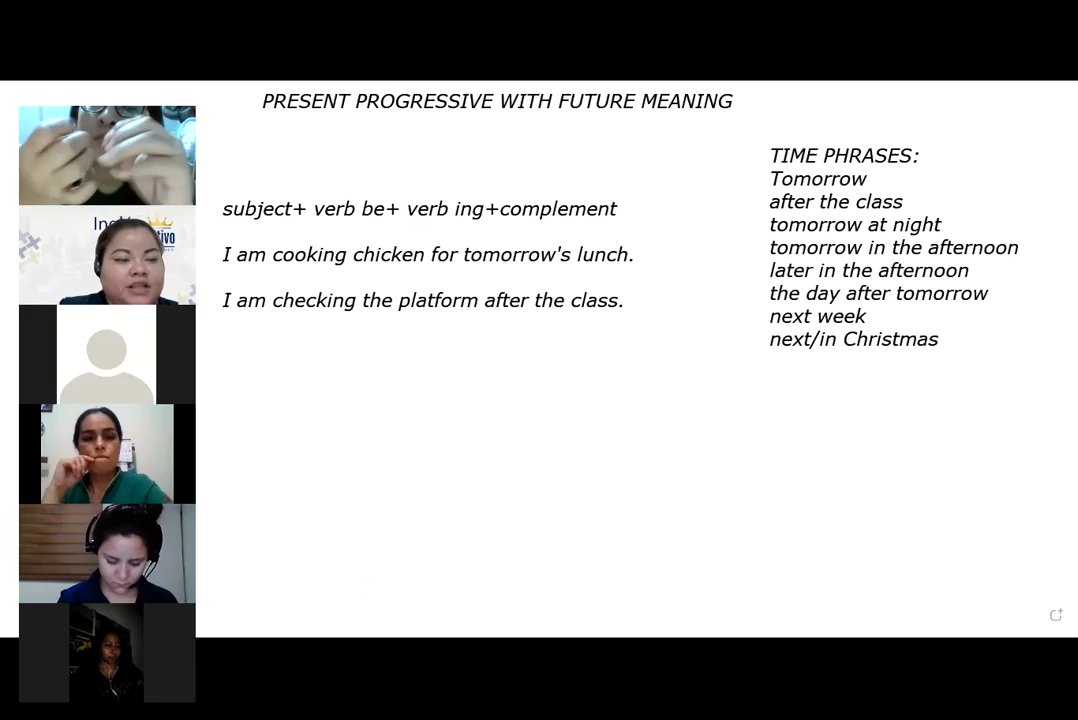 PRESENT PROGRESSIVE WITH FUTURE MEANING
subject+ verb be+ verb ing+complement
I am cooking chicken for tomorrow's lunch.
I am checking the platform after the class.
TIME PHRASES:
Tomorrow
after the class
tomorrow at night
tomorrow in the afternoon
later in the afternoon
the day after tomorrow
next week
next/in Christmas